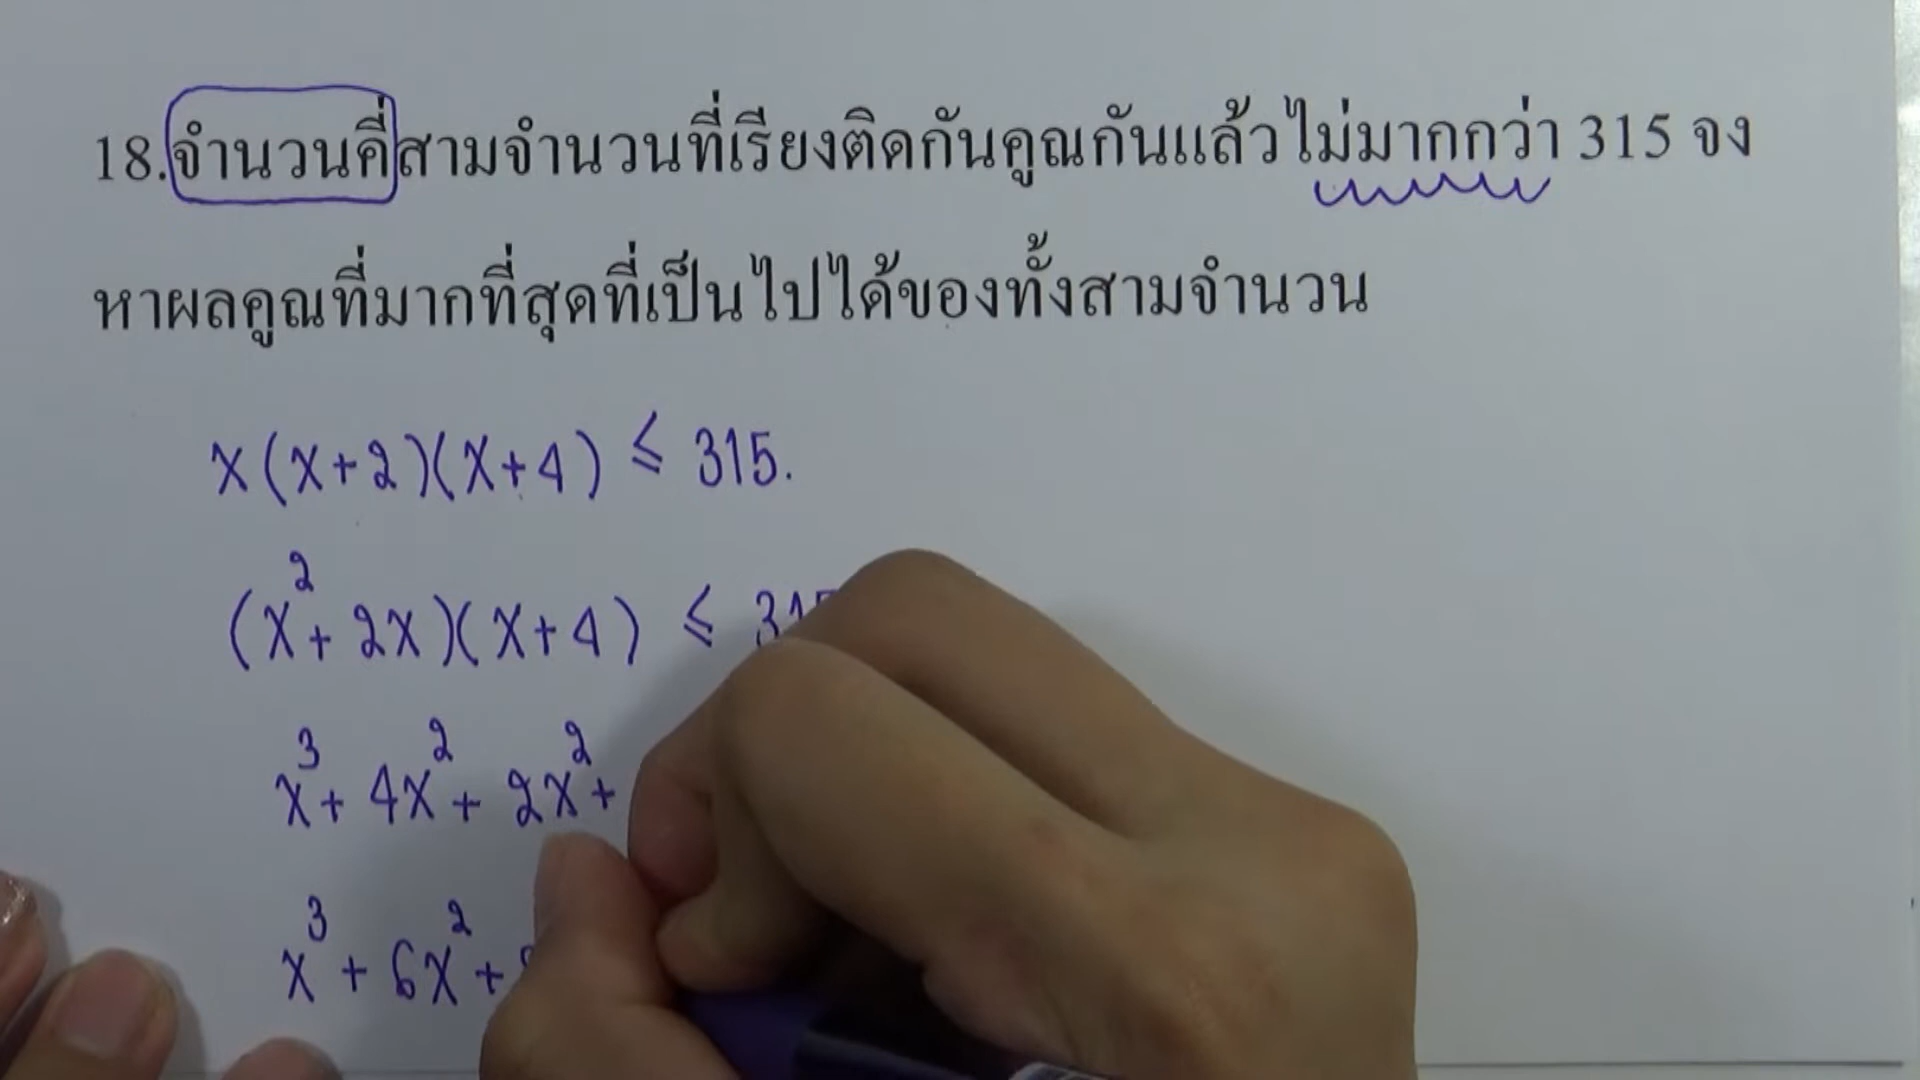 18. จำนวนคี่สามจำนวนที่เรียงติดกันคูณกันแล้วไม่มากกว่า 315 จง
หาผลคูณที่มากที่สุดที่เป็นไปได้ของทั้งสามจำนวน
x(x+2)(x+4) ≤ 315.
(x²+2x)(x+4) ≤ 315
x³+4x²+2x²+
x³+6x²+